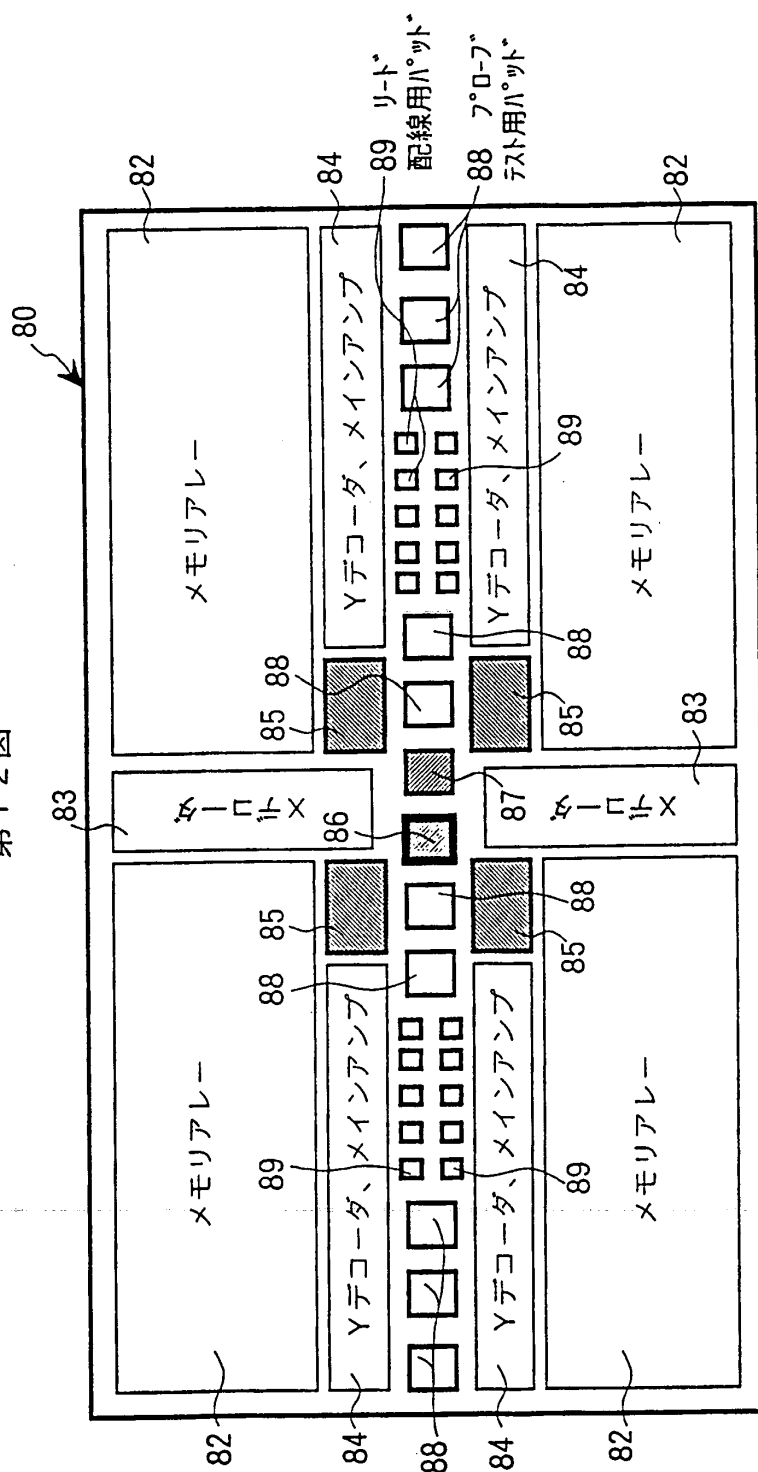 第12図
80
82
83
82
メモリアレー
Xデコーダ
メモリアレー
84
85
85
84
Yデコーダ、メインアンプ
Yデコーダ、メインアンプ
89
88
86
88
89 リード
配線用パッド
88
88 プローブ
テスト用パッド
89
88
87
88
89
84
Yデコーダ、メインアンプ
Yデコーダ、メインアンプ
84
85
85
メモリアレー
Xデコーダ
メモリアレー
82
83
82